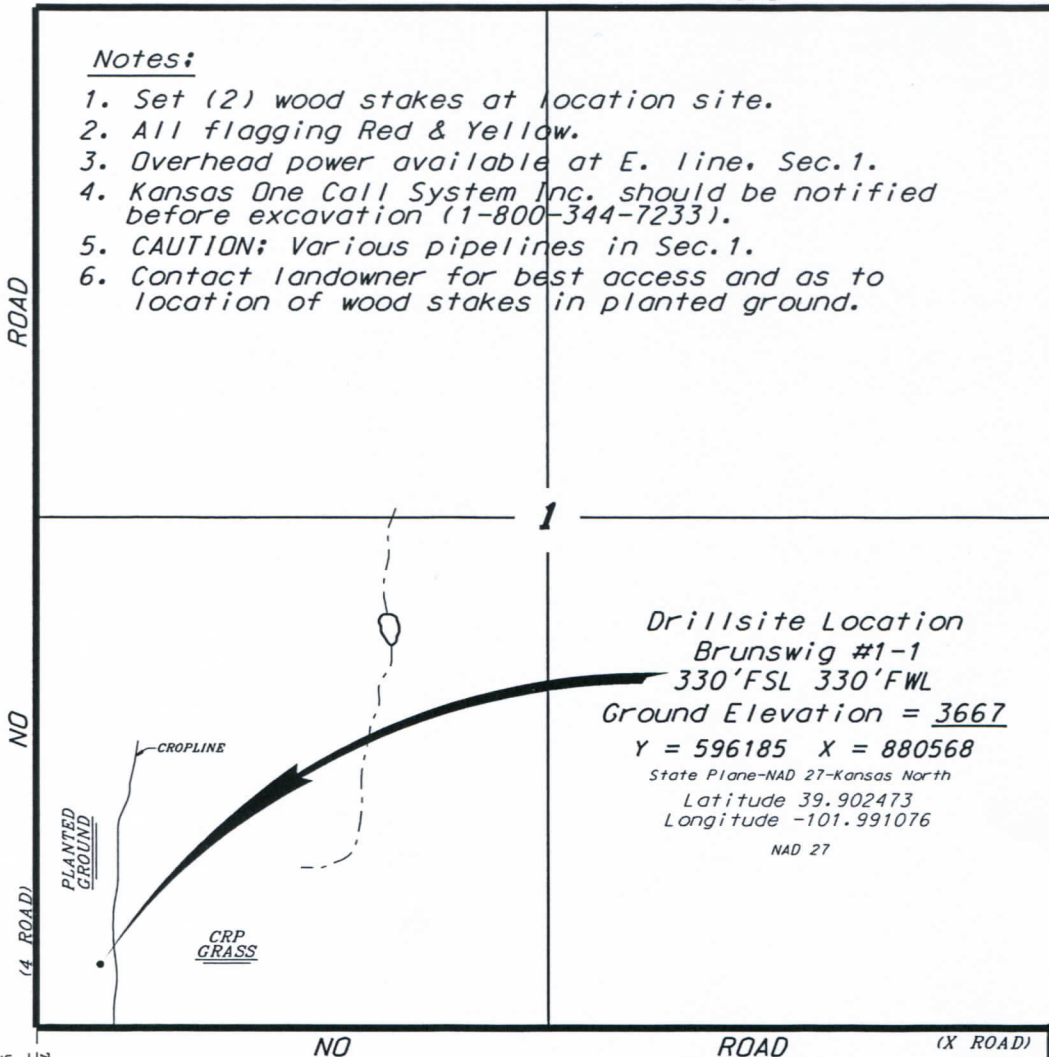 Notes:
1. Set (2) wood stakes at location site.
2. All flagging Red & Yellow.
3. Overhead power available at E. line, Sec.1.
4. Kansas One Call System Inc. should be notified
before excavation (1-800-344-7233).
5. CAUTION; Various pipelines in Sec.1.
6. Contact landowner for best access and as to
location of wood stakes in planted ground.
ROAD
NO
(4 ROAD)
1
Drillsite Location
Brunswig #1-1
330'FSL 330'FWL
Ground Elevation = 3667
Y = 596185 X = 880568
State Plane-NAD 27-Kansas North
Latitude 39.902473
Longitude -101.991076
NAD 27
CROPLINE
PLANTED
GROUND
CRP
GRASS
NO
ROAD
(X ROAD)